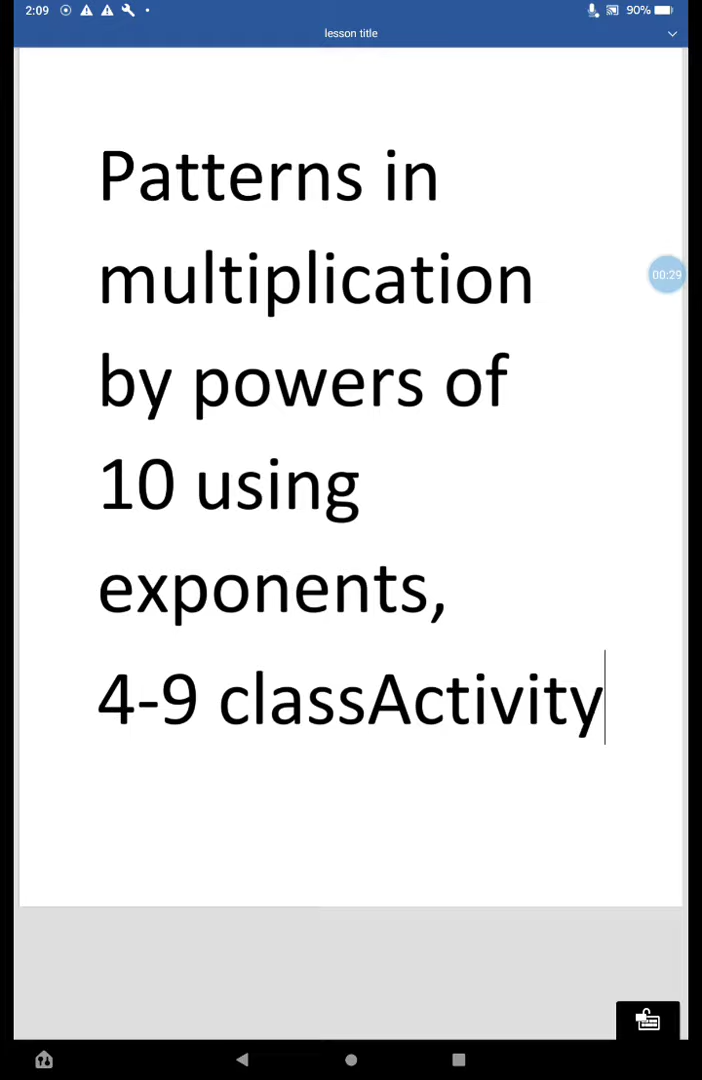 2:09
90%
lesson title
Patterns in
multiplication
00:29
by powers of
10 using
exponents,
4-9 classActivity